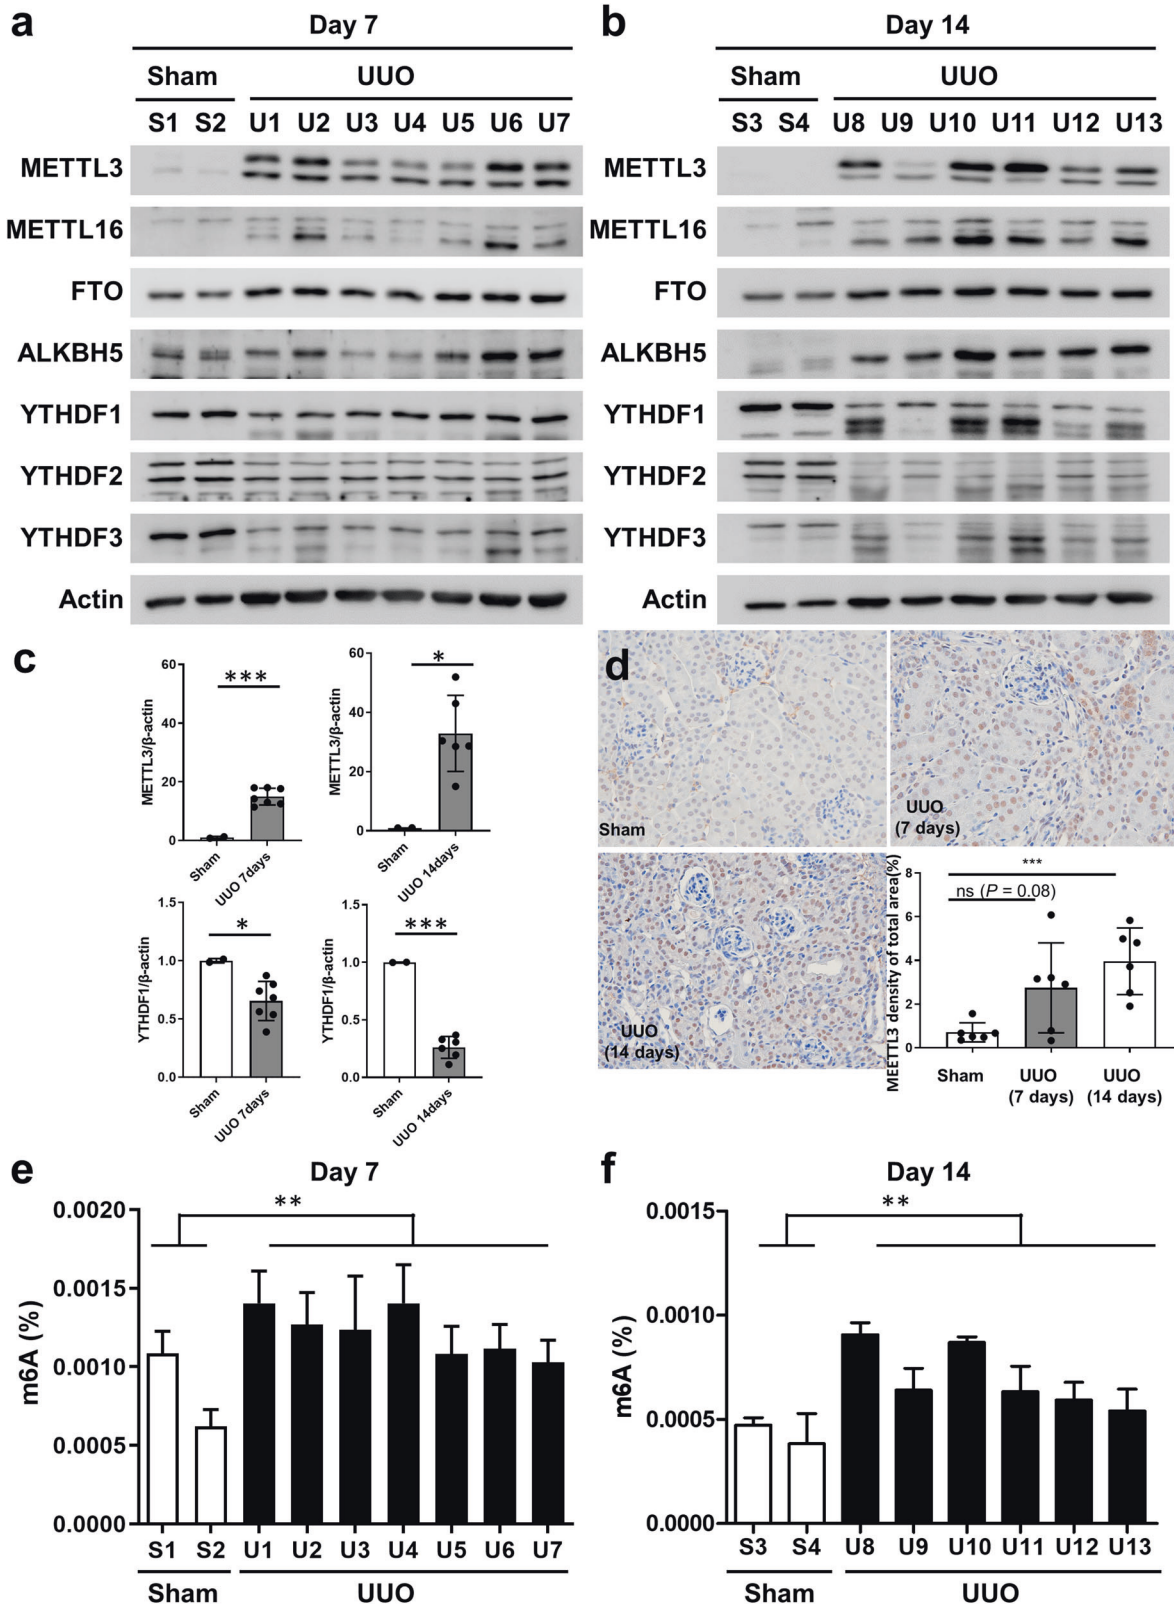 a
Day 7
Sham UUO
S1 S2 U1 U2 U3 U4 U5 U6 U7
METTL3
METTL16
FTO
ALKBH5
YTHDF1
YTHDF2
YTHDF3
Actin
b
Day 14
Sham UUO
S3 S4 U8 U9 U10 U11 U12 U13
METTL3
METTL16
FTO
ALKBH5
YTHDF1
YTHDF2
YTHDF3
Actin
c
METTL3/β-actin
60
40
20
0
***
Sham
UUO 7days
METTL3/β-actin
60
40
20
0
*
Sham
UUO 14days
YTHDF1/β-actin
1.5
1.0
0.5
0.0
*
Sham
UUO 7days
YTHDF1/β-actin
1.5
1.0
0.5
0.0
***
Sham
UUO 14days
d
Sham
UUO
(7 days)
UUO
(14 days)
MEETTL3 density of total area(%)
8
6
4
2
0
***
ns (P = 0.08)
Sham
UUO
(7 days)
UUO
(14 days)
e
Day 7
m6A (%)
0.0020
0.0015
0.0010
0.0005
0.0000
**
S1 S2 U1 U2 U3 U4 U5 U6 U7
Sham UUO
f
Day 14
m6A (%)
0.0015
0.0010
0.0005
0.0000
**
S3 S4 U8 U9 U10 U11 U12 U13
Sham UUO